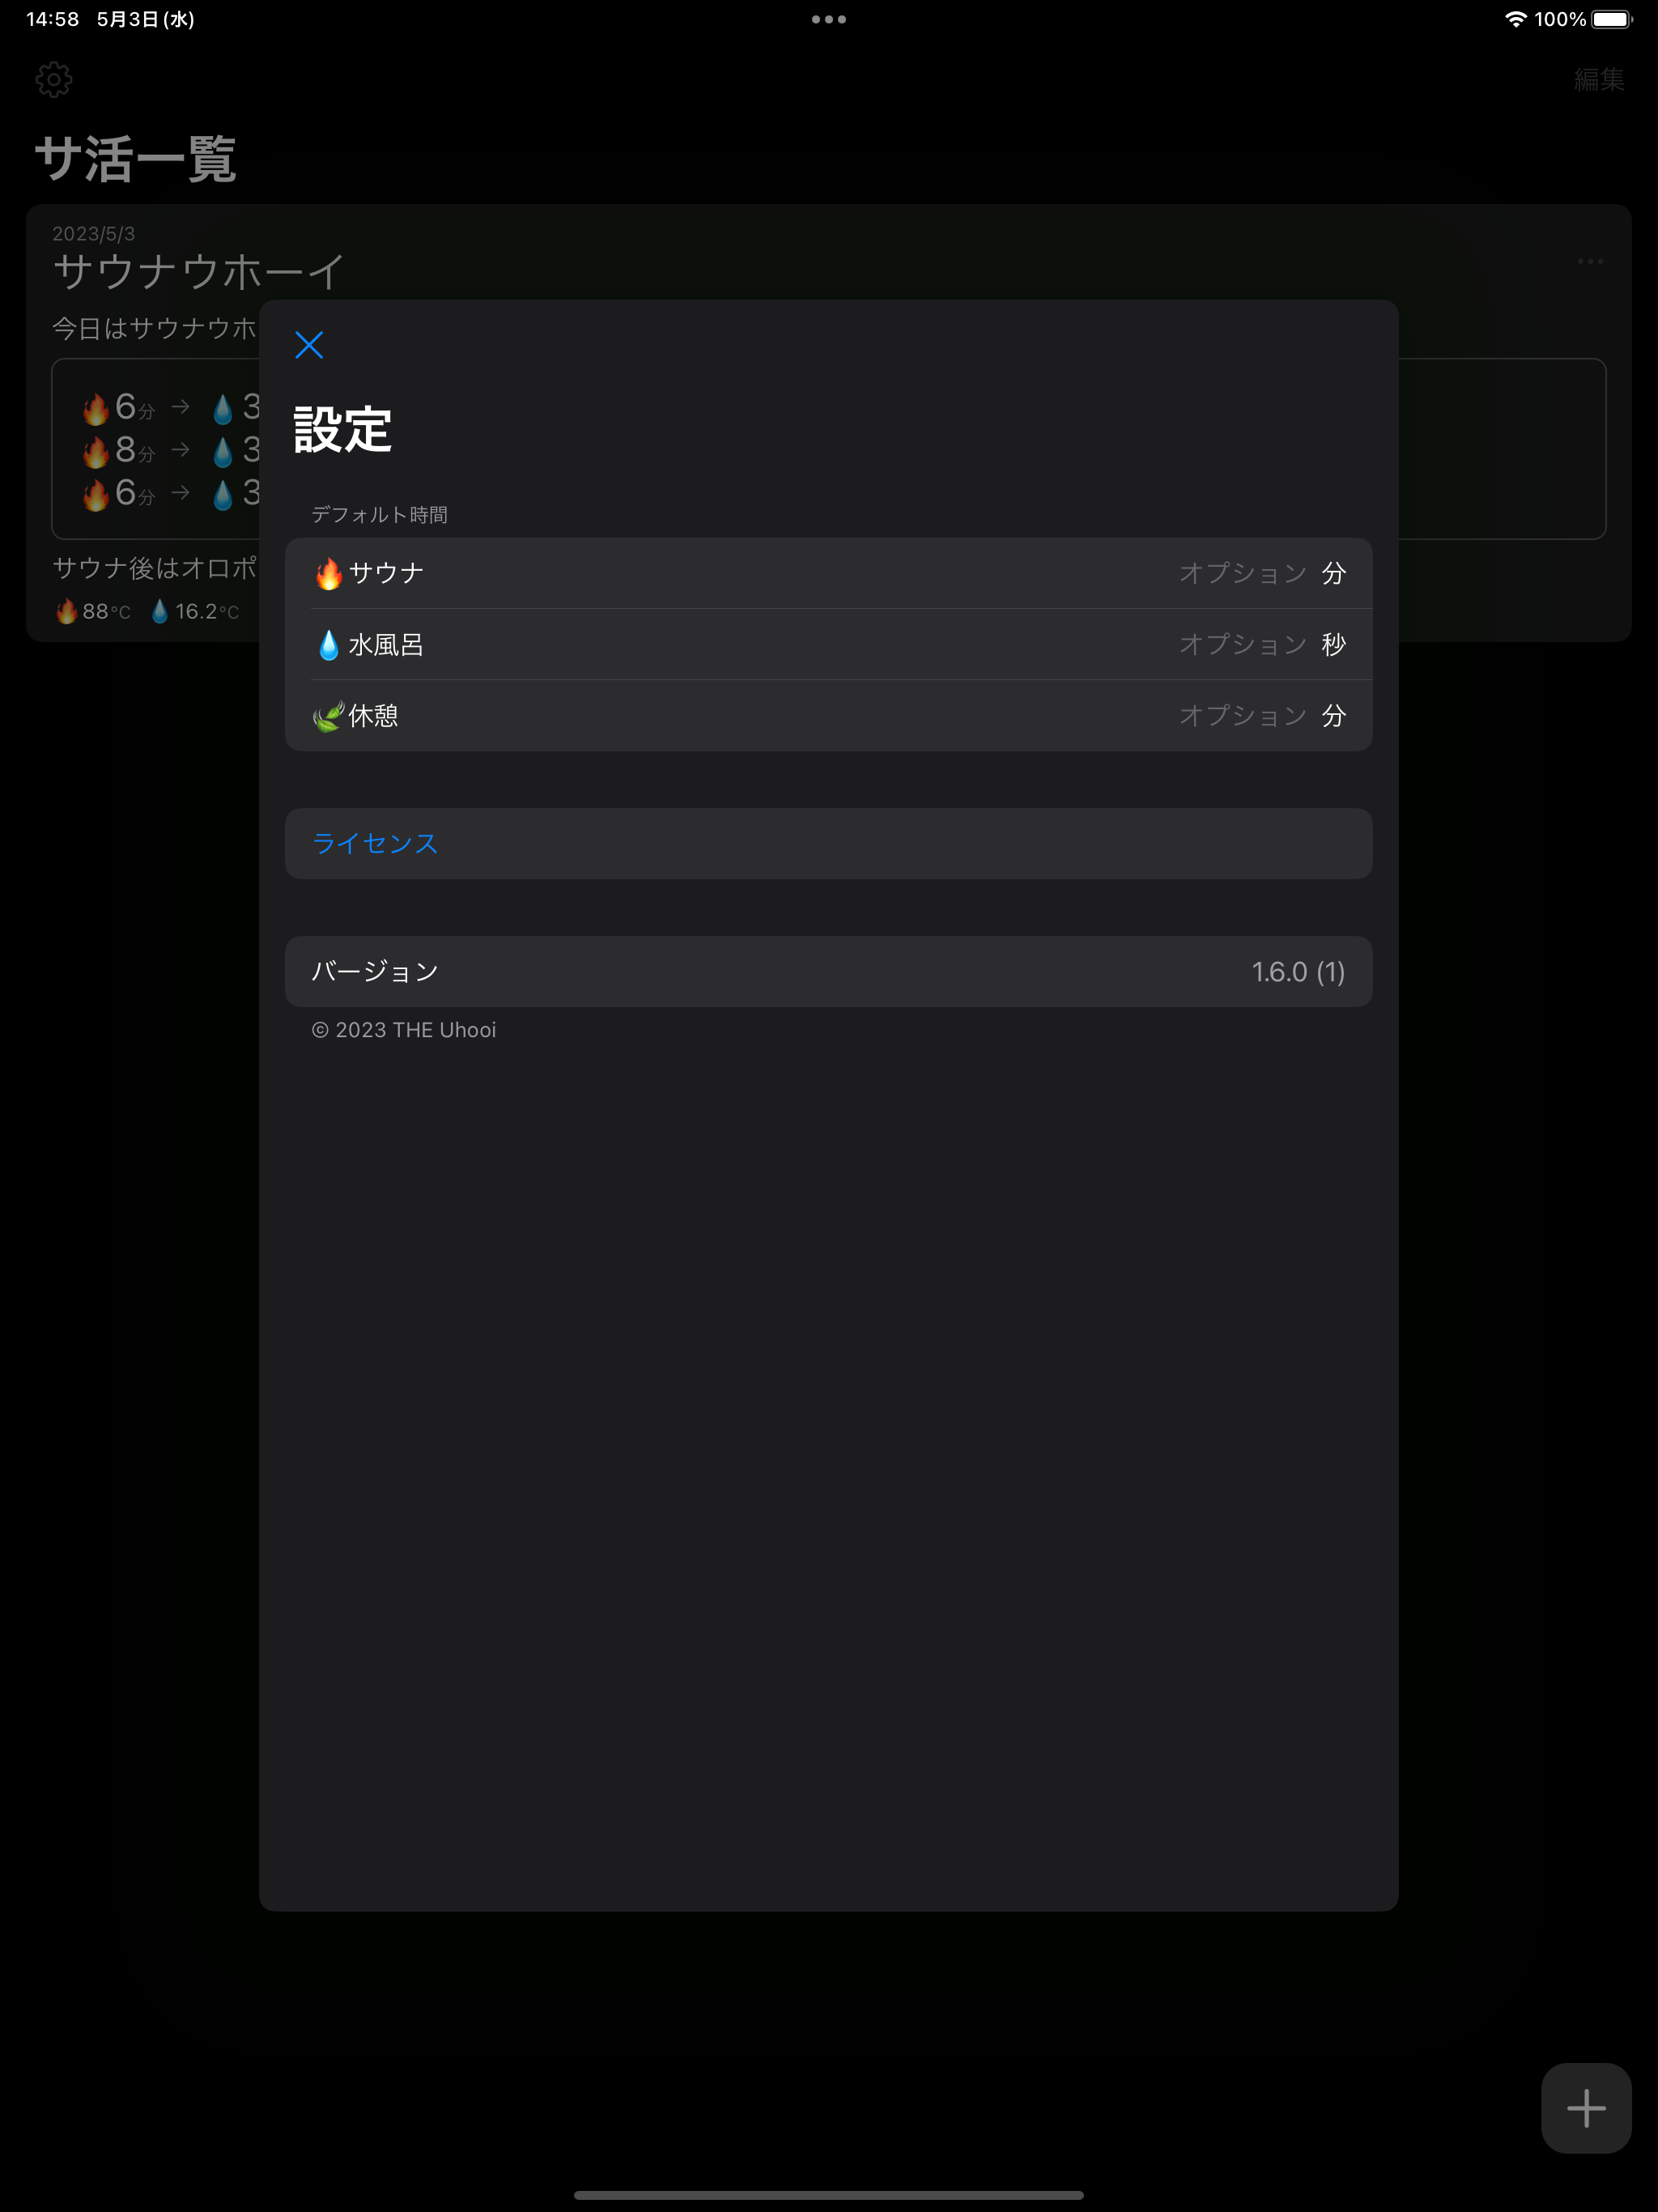 14:58 5月3日(水) 100%
編集
サ活一覧
2023/5/3
サウナウホーイ
今日はサウナウホ
🔥6分 → 💧3
🔥8分 → 💧3
🔥6分 → 💧3
サウナ後はオロポ
🔥88℃ 💧16.2℃
設定
デフォルト時間
🔥サウナ オプション 分
💧水風呂 オプション 秒
🌿休憩 オプション 分
ライセンス
バージョン 1.6.0 (1)
© 2023 THE Uhooi